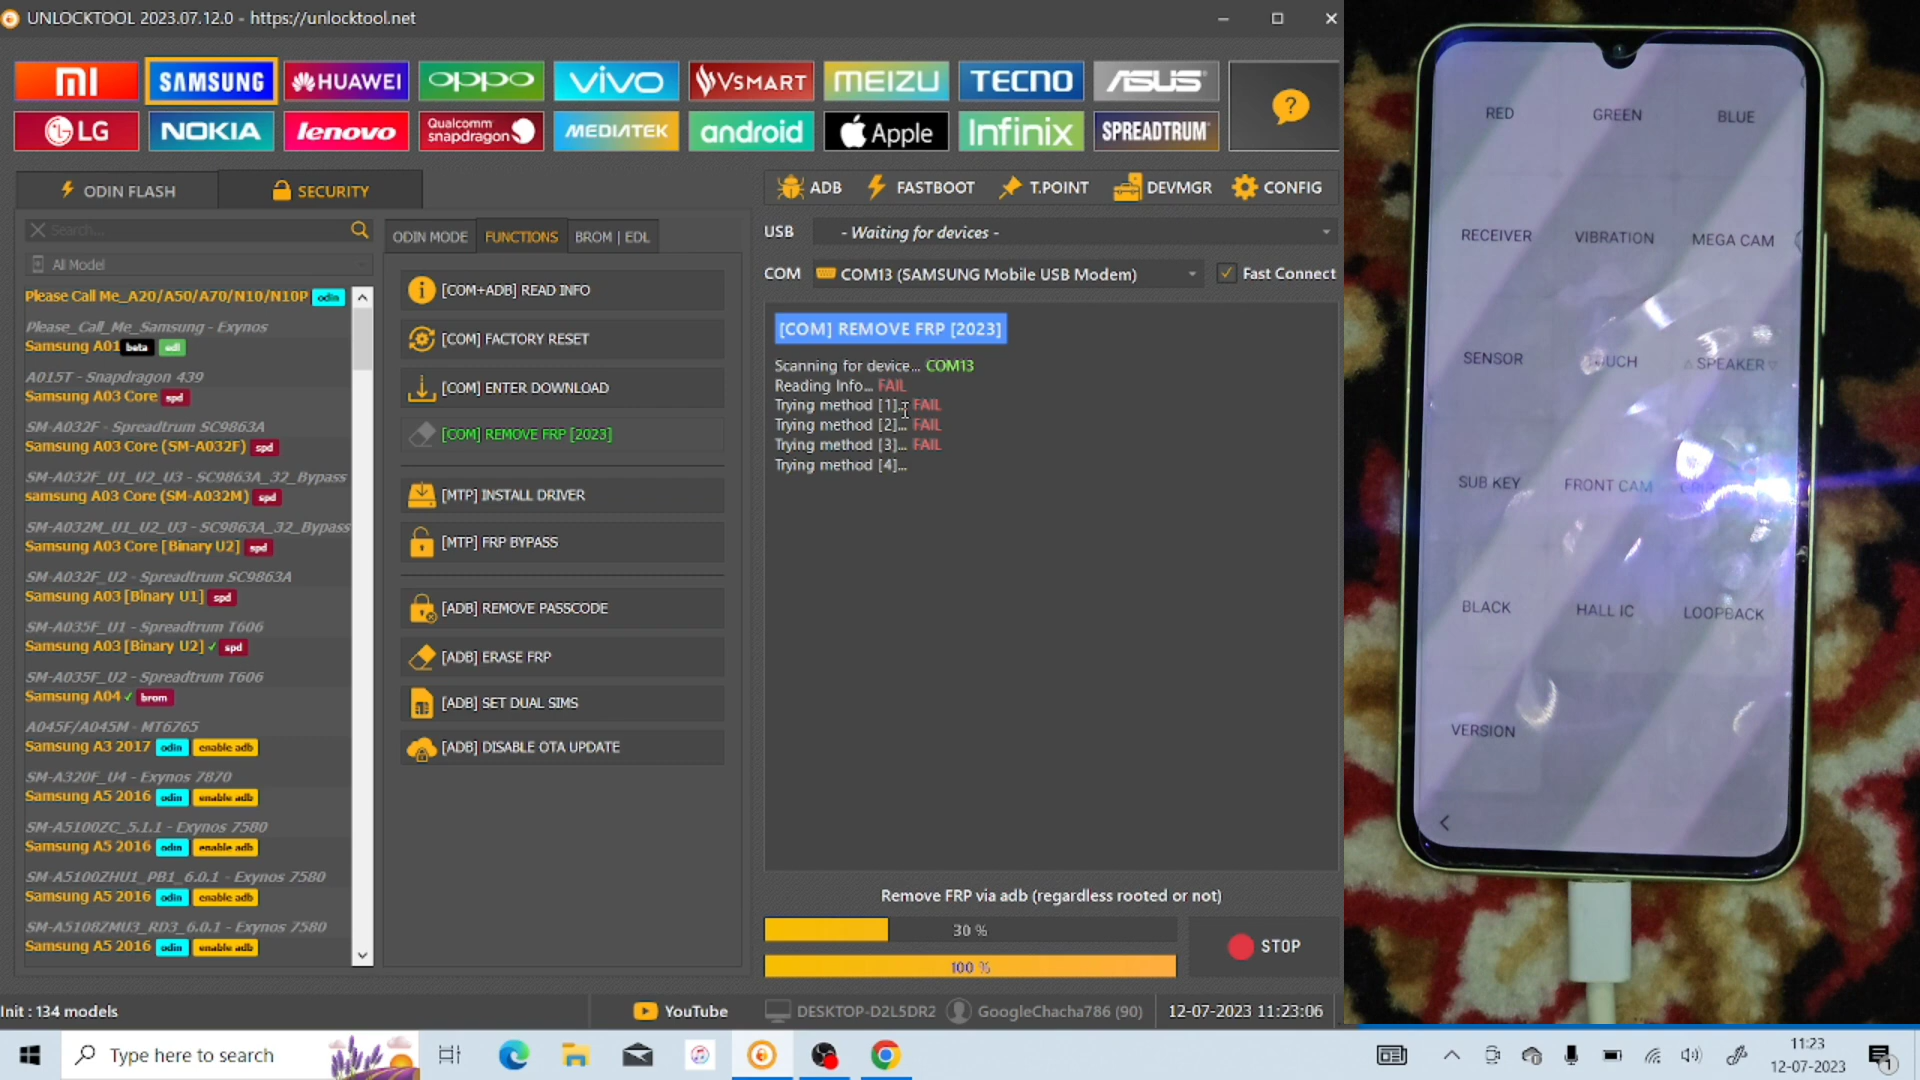 UNLOCKTOOL 2023.07.12.0 - https://unlocktool.net
SAMSUNG
HUAWEI
oppo
vivo
VSMART
MEIZU
TECNO
ASUS
LG
NOKIA
lenovo
Qualcomm snapdragon
MEDIATEK
android
Apple
Infinix
SPREADTRUM
?
ODIN FLASH
SECURITY
ADB
FASTBOOT
T.POINT
DEVMGR
CONFIG
Search...
All Model
ODIN MODE
FUNCTIONS
BROM | EDL
USB
- Waiting for devices -
COM
COM13 (SAMSUNG Mobile USB Modem)
Fast Connect
Please Call Me_A20/A50/A70/N10/N10P odin
Please_Call_Me_Samsung - Exynos
Samsung A01 beta edl
A015T - Snapdragon 439
Samsung A03 Core spd
SM-A032F - Spreadtrum SC9863A
Samsung A03 Core (SM-A032F) spd
SM-A032F_U1_U2_U3 - SC9863A_32_Bypass
samsung A03 Core (SM-A032M) spd
SM-A032M_U1_U2_U3 - SC9863A_32_Bypass
Samsung A03 Core [Binary U2] spd
SM-A032F_U2 - Spreadtrum SC9863A
Samsung A03 [Binary U1] spd
SM-A035F_U1 - Spreadtrum T606
Samsung A03 [Binary U2] ✓ spd
SM-A035F_U2 - Spreadtrum T606
Samsung A04 ✓ brom
A045F/A045M - MT6765
Samsung A3 2017 odin enable adb
SM-A320F_U4 - Exynos 7870
Samsung A5 2016 odin enable adb
SM-A5100ZC_5.1.1 - Exynos 7580
Samsung A5 2016 odin enable adb
SM-A5100ZHU1_PB1_6.0.1 - Exynos 7580
Samsung A5 2016 odin enable adb
SM-A5108ZMU3_RD3_6.0.1 - Exynos 7580
Samsung A5 2016 odin enable adb
[COM+ADB] READ INFO
[COM] FACTORY RESET
[COM] ENTER DOWNLOAD
[COM] REMOVE FRP [2023]
[MTP] INSTALL DRIVER
[MTP] FRP BYPASS
[ADB] REMOVE PASSCODE
[ADB] ERASE FRP
[ADB] SET DUAL SIMS
[ADB] DISABLE OTA UPDATE
[COM] REMOVE FRP [2023]
Scanning for device... COM13
Reading Info... FAIL
Trying method [1]... FAIL
Trying method [2]... FAIL
Trying method [3]... FAIL
Trying method [4]...
Remove FRP via adb (regardless rooted or not)
30 %
100 %
STOP
Init : 134 models
YouTube
DESKTOP-D2L5DR2
GoogleChacha786 (90)
12-07-2023 11:23:06
RED
GREEN
BLUE
RECEIVER
VIBRATION
MEGA CAM
SENSOR
TOUCH
SPEAKER
SUB KEY
FRONT CAM
BLACK
HALL IC
LOOPBACK
VERSION
Type here to search
11:23
12-07-2023
1